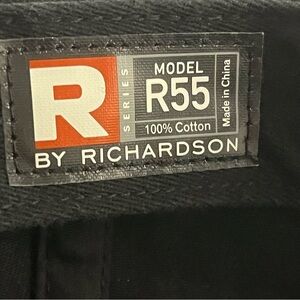 R
SERIES
MODEL
R55
100% Cotton
Made in China
BY RICHARDSON